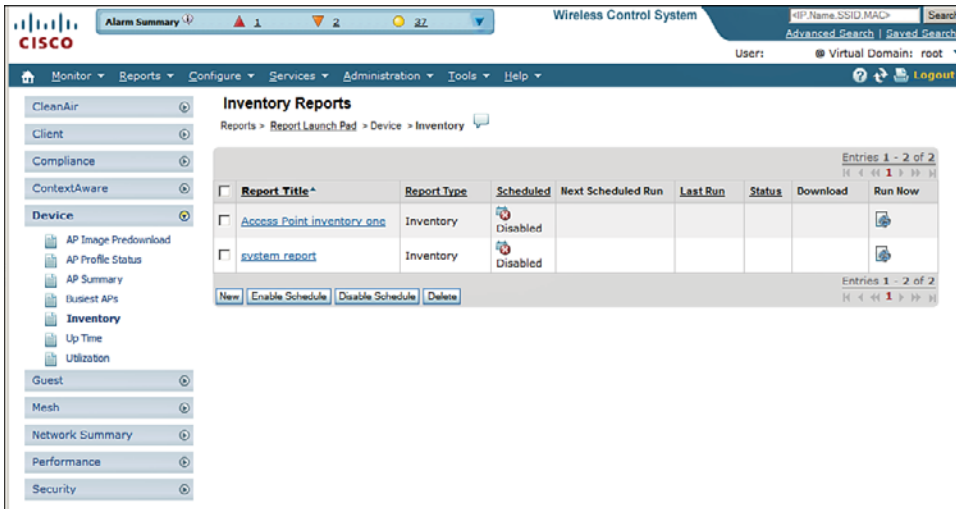 CISCO
Alarm Summary 1 2 37
Wireless Control System
<IP,Name,SSID,MAC> Search
Advanced Search | Saved Search
User: @ Virtual Domain: root
Monitor Reports Configure Services Administration Tools Help Logout
CleanAir
Client
Compliance
ContextAware
Device
AP Image Predownload
AP Profile Status
AP Summary
Busiest APs
Inventory
Up Time
Utilization
Guest
Mesh
Network Summary
Performance
Security
Inventory Reports
Reports > Report Launch Pad > Device > Inventory
Entries 1 - 2 of 2
1
Report Title Report Type Scheduled Next Scheduled Run Last Run Status Download Run Now
Access Point inventory one Inventory Disabled
system report Inventory Disabled
New Enable Schedule Disable Schedule Delete
Entries 1 - 2 of 2
1